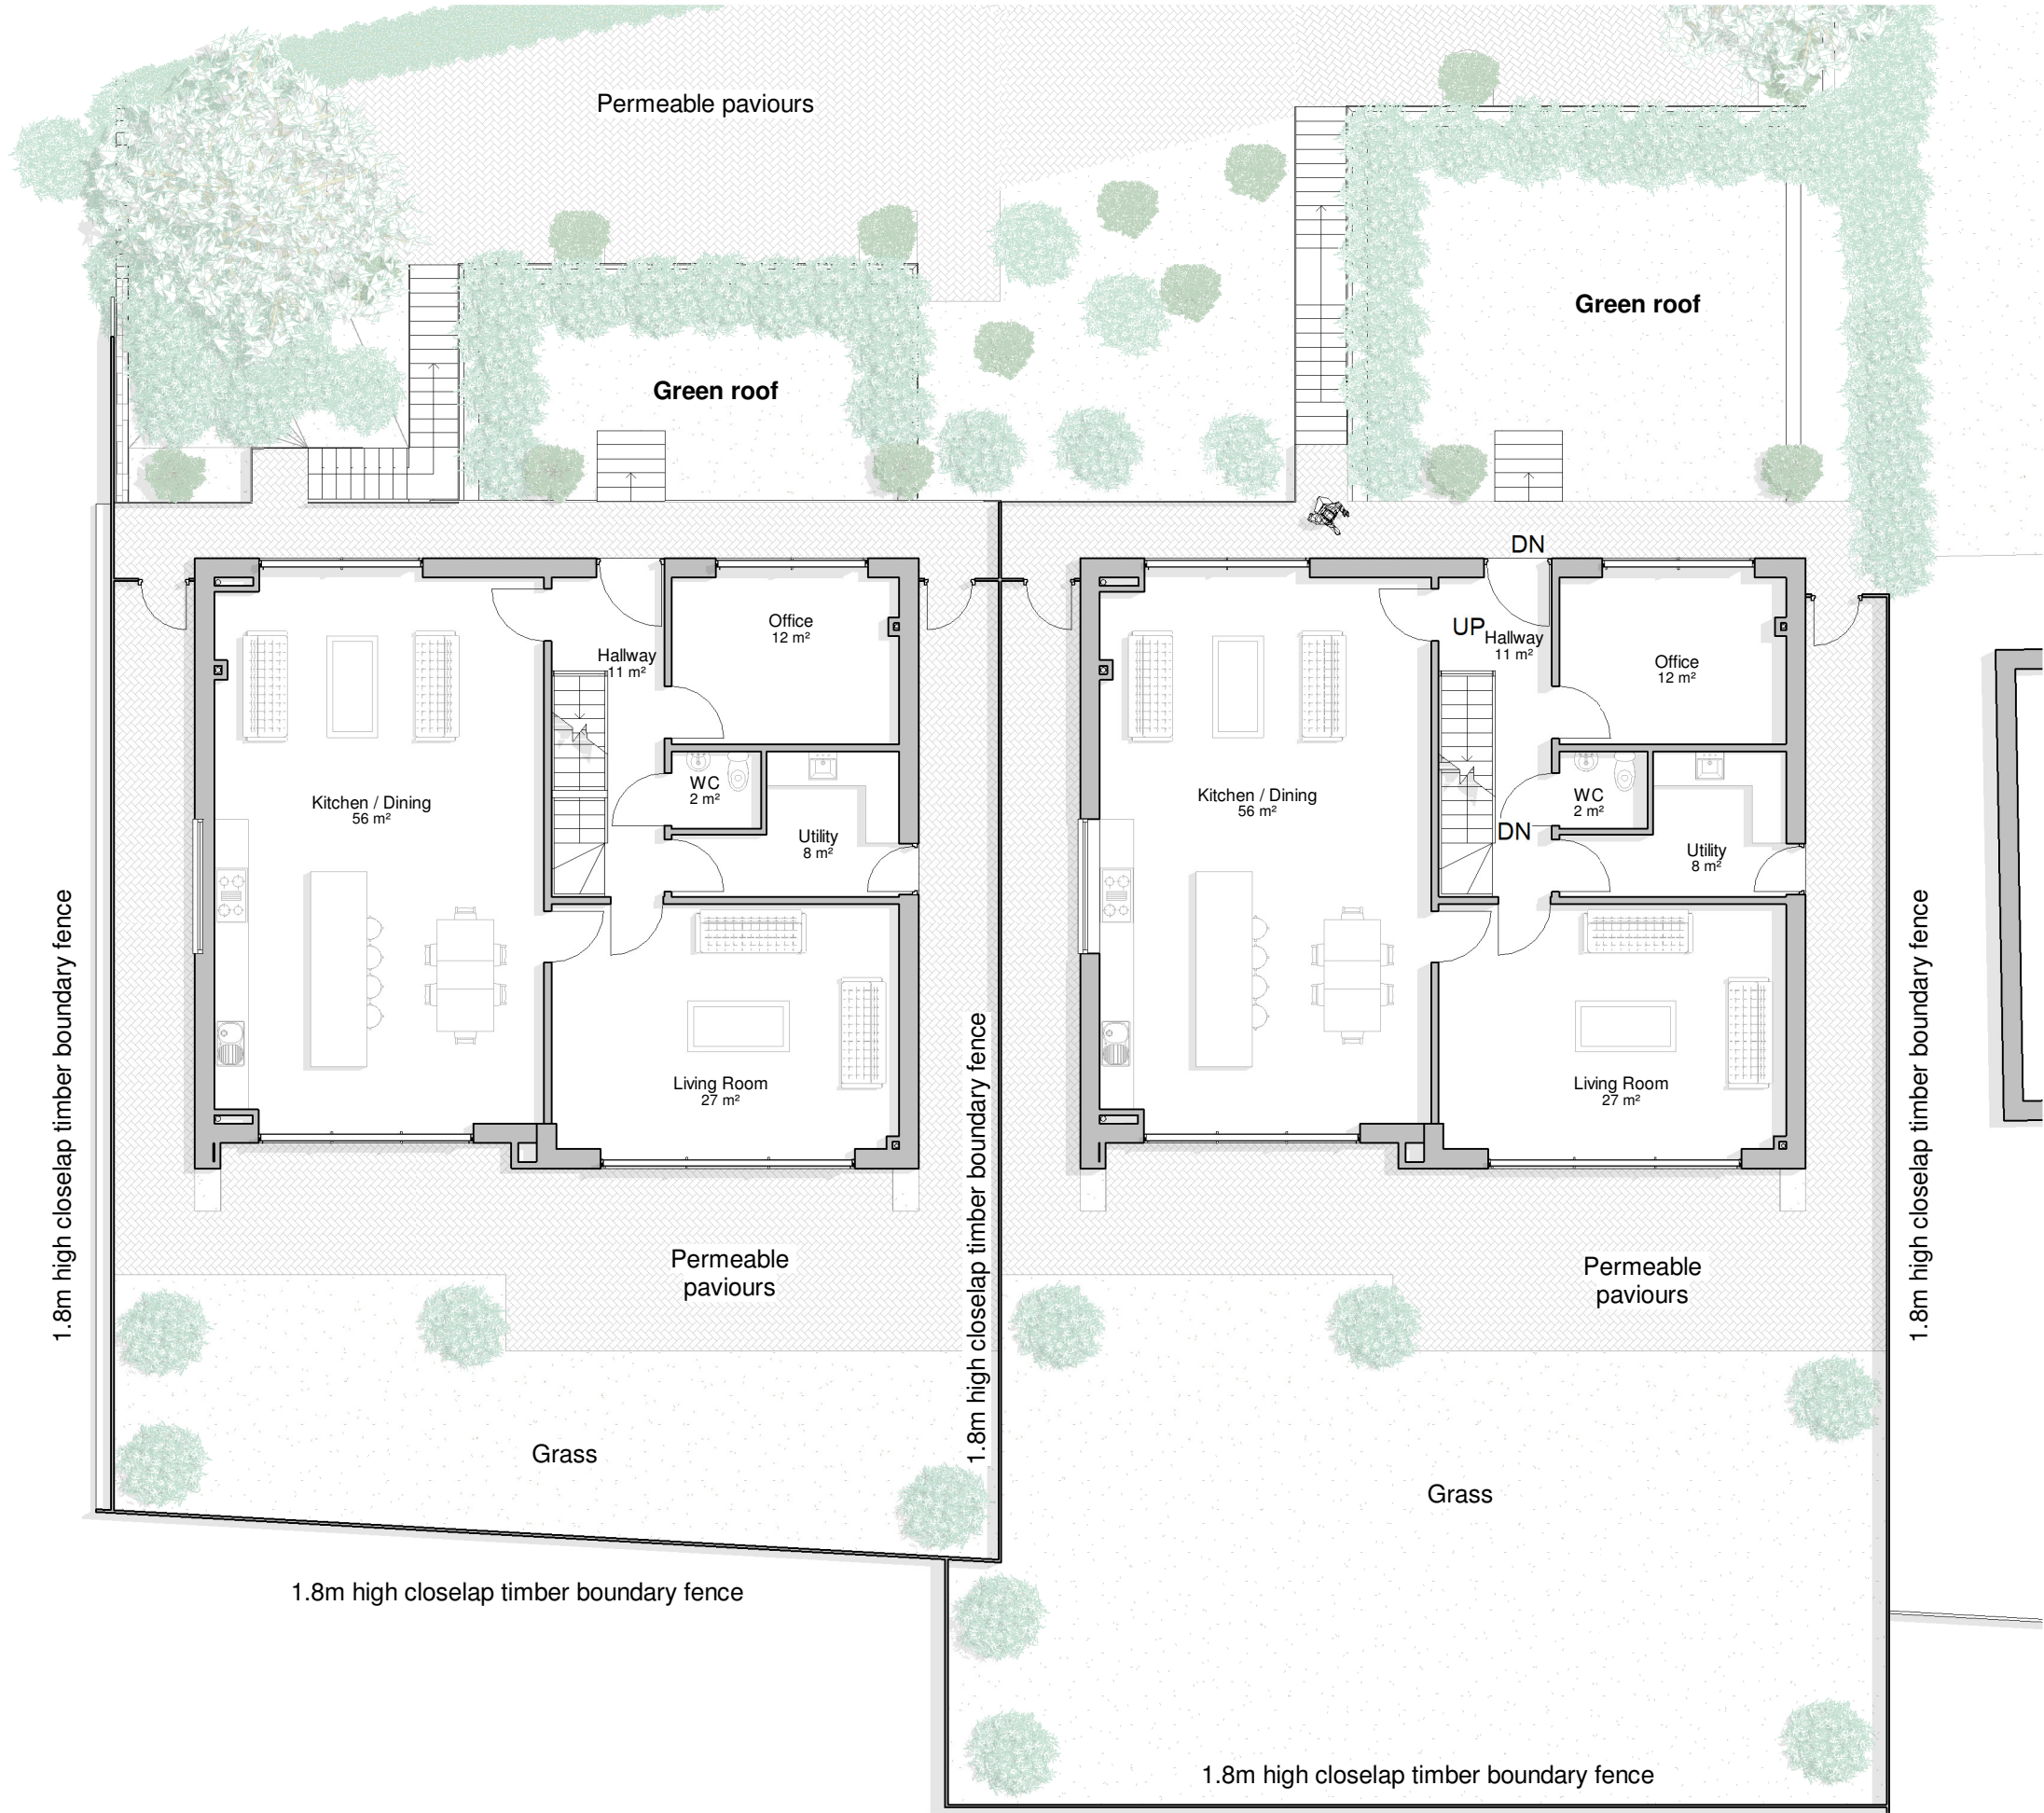 Permeable paviours
Green roof
Green roof
DN
Office
12 m²
UP
Hallway
11 m²
Hallway
11 m²
Office
12 m²
WC
2 m²
WC
2 m²
Kitchen / Dining
56 m²
Kitchen / Dining
56 m²
DN
Utility
8 m²
Utility
8 m²
Living Room
27 m²
Living Room
27 m²
1.8m high closelap timber boundary fence
1.8m high closelap timber boundary fence
1.8m high closelap timber boundary fence
Permeable
paviours
Permeable
paviours
Grass
Grass
1.8m high closelap timber boundary fence
1.8m high closelap timber boundary fence